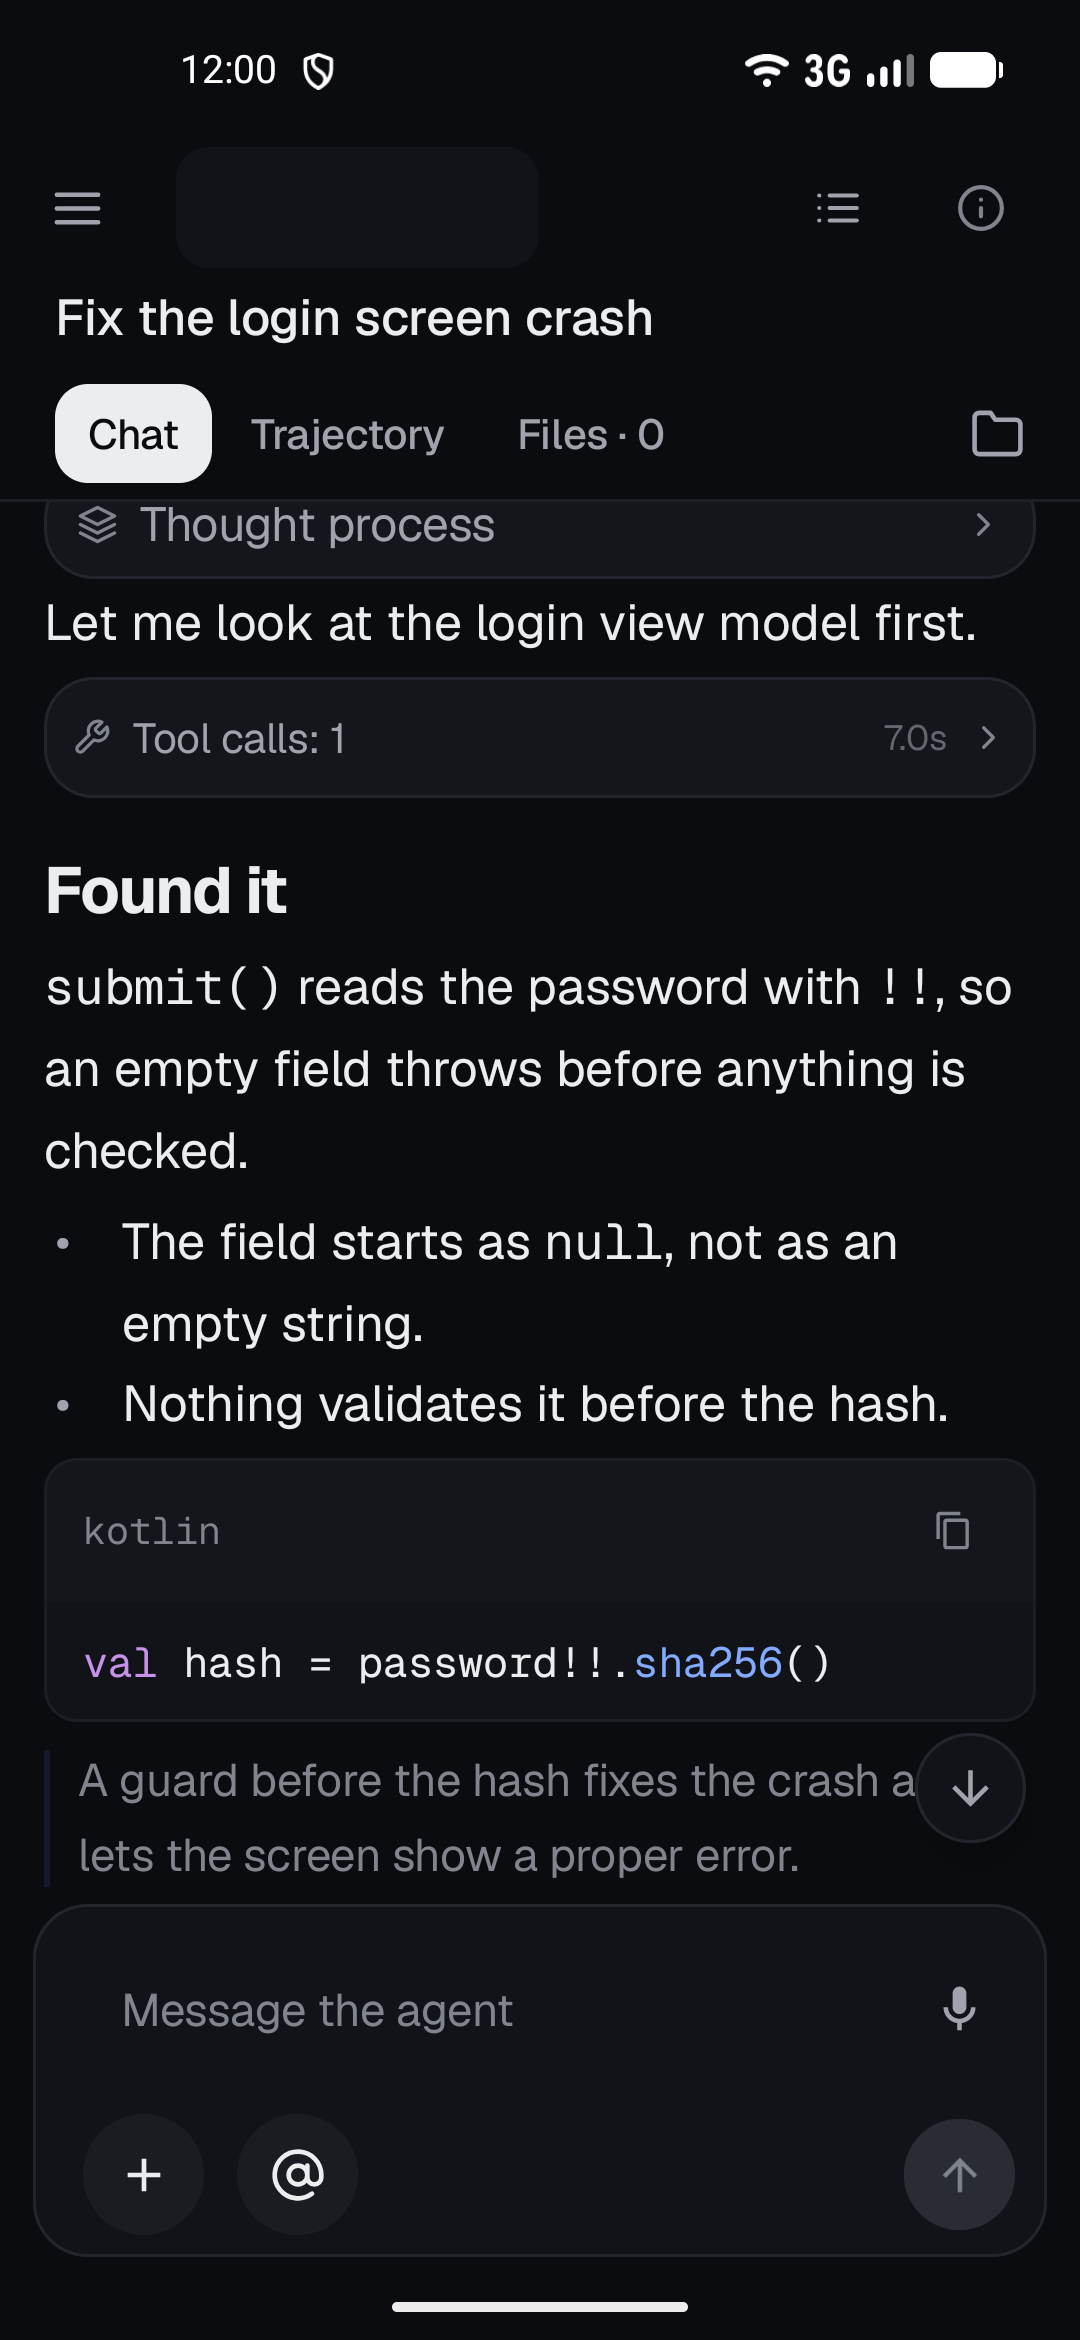 12:00
3G
Fix the login screen crash
Chat
Trajectory
Files · 0
Thought process
Let me look at the login view model first.
Tool calls: 1
7.0s
Found it
submit() reads the password with !!, so
an empty field throws before anything is
checked.
• The field starts as null, not as an
empty string.
• Nothing validates it before the hash.
kotlin
val hash = password!!.sha256()
A guard before the hash fixes the crash a
lets the screen show a proper error.
Message the agent